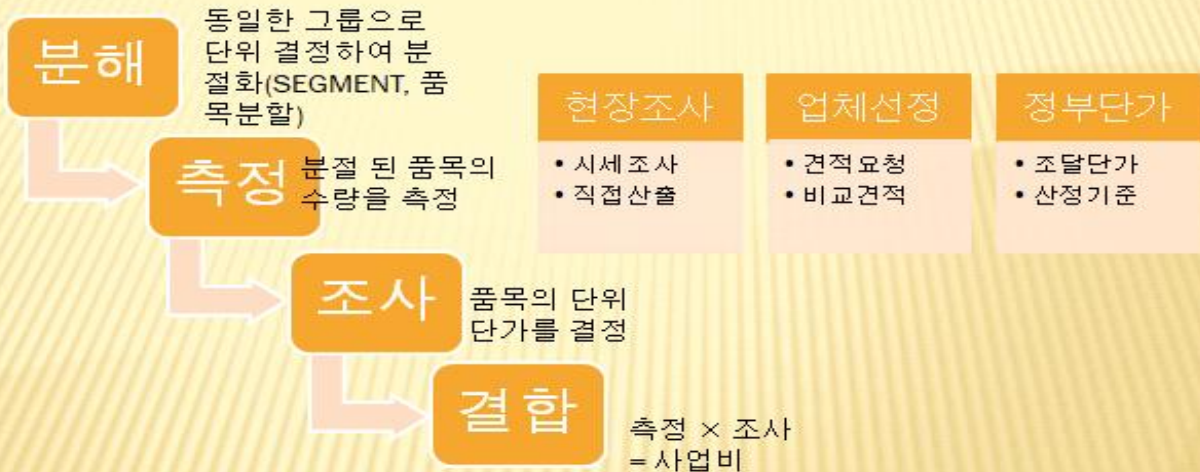 분해
동일한 그룹으로
단위 결정하여 분
절화(SEGMENT, 품
목분할)
측정
분절 된 품목의
수량을 측정
조사
품목의 단위
단가를 결정
결합
측정 × 조사
= 사업비
현장조사
• 시세조사
• 직접산출
업체선정
• 견적요청
• 비교견적
정부단가
• 조달단가
• 산정기준